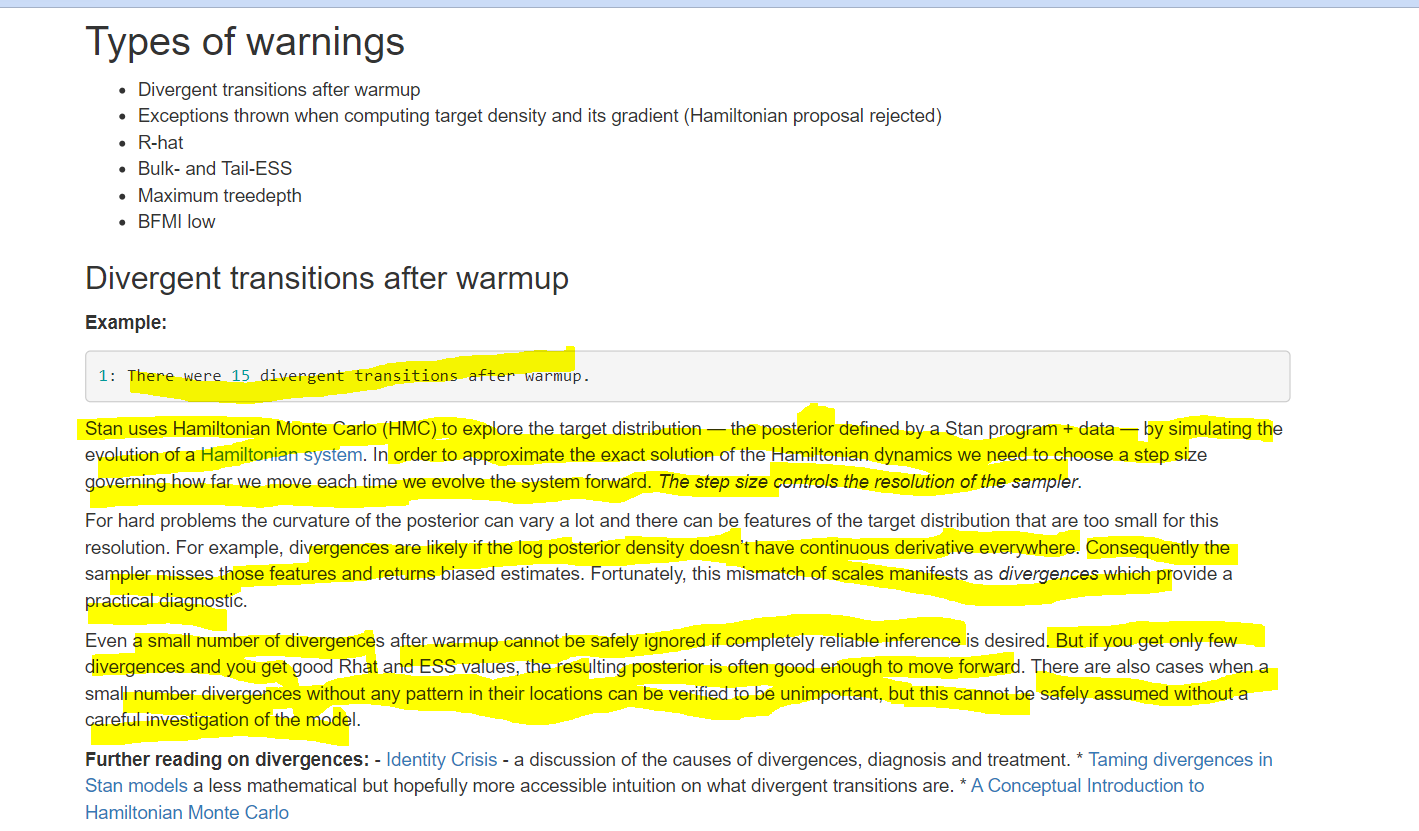 Types of warnings
Divergent transitions after warmup
Exceptions thrown when computing target density and its gradient (Hamiltonian proposal rejected)
R-hat
Bulk- and Tail-ESS
Maximum treedepth
BFMI low
Divergent transitions after warmup
Example:
1: There were 15 divergent transitions after warmup.
Stan uses Hamiltonian Monte Carlo (HMC) to explore the target distribution — the posterior defined by a Stan program + data — by simulating the
evolution of a Hamiltonian system. In order to approximate the exact solution of the Hamiltonian dynamics we need to choose a step size
governing how far we move each time we evolve the system forward. The step size controls the resolution of the sampler.
For hard problems the curvature of the posterior can vary a lot and there can be features of the target distribution that are too small for this
resolution. For example, divergences are likely if the log posterior density doesn't have continuous derivative everywhere. Consequently the
sampler misses those features and returns biased estimates. Fortunately, this mismatch of scales manifests as divergences which provide a
practical diagnostic.
Even a small number of divergences after warmup cannot be safely ignored if completely reliable inference is desired. But if you get only few
divergences and you get good Rhat and ESS values, the resulting posterior is often good enough to move forward. There are also cases when a
small number divergences without any pattern in their locations can be verified to be unimportant, but this cannot be safely assumed without a
careful investigation of the model.
Further reading on divergences: - Identity Crisis - a discussion of the causes of divergences, diagnosis and treatment. * Taming divergences in
Stan models a less mathematical but hopefully more accessible intuition on what divergent transitions are. * A Conceptual Introduction to
Hamiltonian Monte Carlo